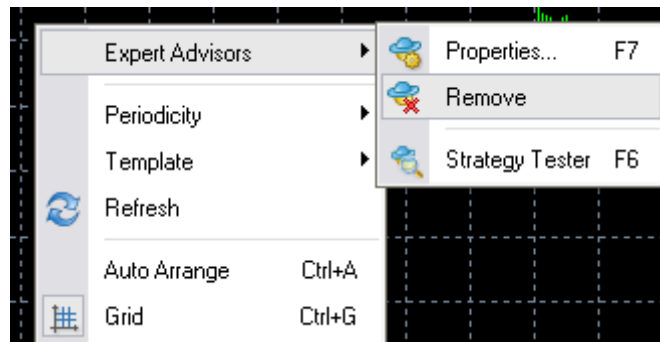 Expert Advisors
Properties... F7
Remove
Periodicity
Template
Strategy Tester F6
Refresh
Auto Arrange Ctrl+A
Grid Ctrl+G